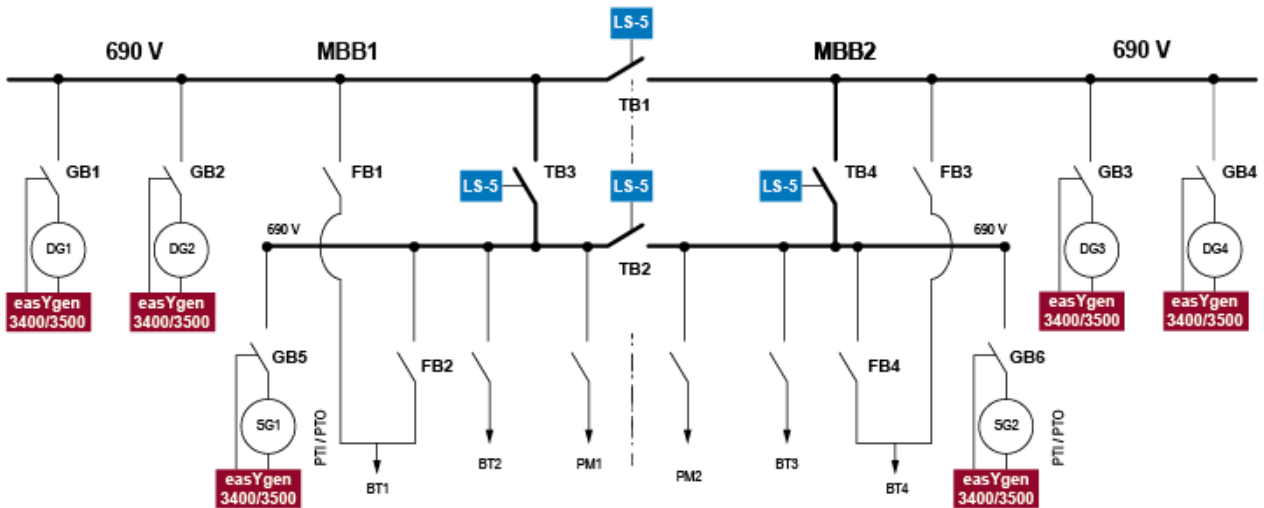 LS-5
690 V MBB1 MBB2 690 V
TB1
GB1 GB2 FB1 TB3 TB4 FB3 GB3 GB4
LS-5 LS-5 LS-5
690 V 690 V
DG1 DG2 DG3 DG4
TB2
easYgen
3400/3500
easYgen
3400/3500
easYgen
3400/3500
easYgen
3400/3500
GB5 FB2 FB4 GB6
SG1 PTI / PTO SG2 PTI / PTO
BT2 PM1 PM2 BT3
BT1 BT4
easYgen
3400/3500
easYgen
3400/3500